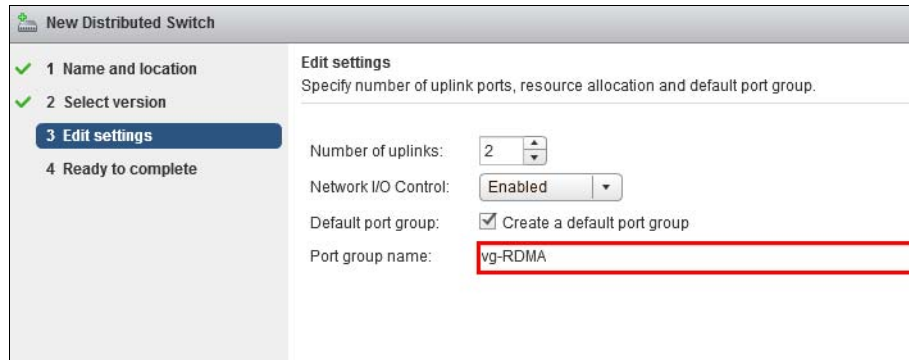 New Distributed Switch
1 Name and location
2 Select version
3 Edit settings
4 Ready to complete
Edit settings
Specify number of uplink ports, resource allocation and default port group.
Number of uplinks: 2
Network I/O Control: Enabled
Default port group: Create a default port group
Port group name: vg-RDMA